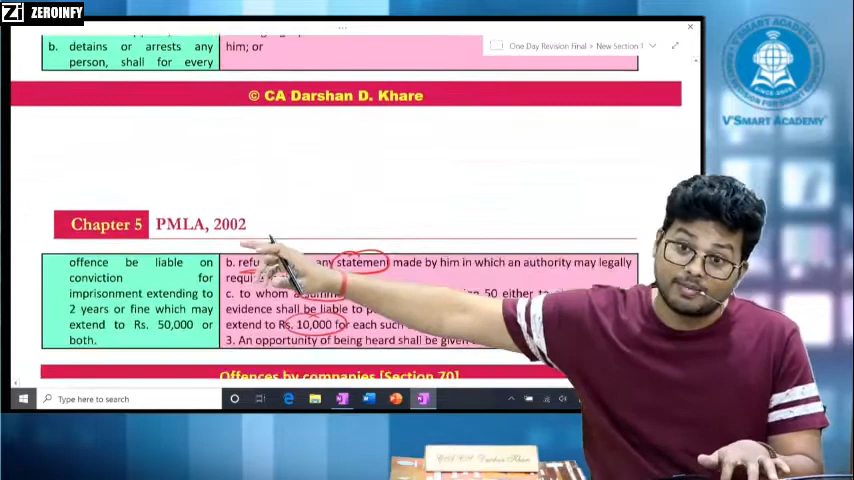 Zi ZEROINFY
b. detains or arrests any
person, shall for every
him; or
One Day Revision Final > New Section 1
© CA Darshan D. Khare
V'SMART ACADEMY
Chapter 5 PMLA, 2002
offence be liable on
conviction for
imprisonment extending to
2 years or fine which may
extend to Rs. 50,000 or
both.
b. any statement made by him in which an authority may legally
c. to whom a 50 either to
evidence shall be liable to
extend to Rs. 10,000 for each such
3. An opportunity of being heard shall be given
Offences by companies [Section 70]
Type here to search